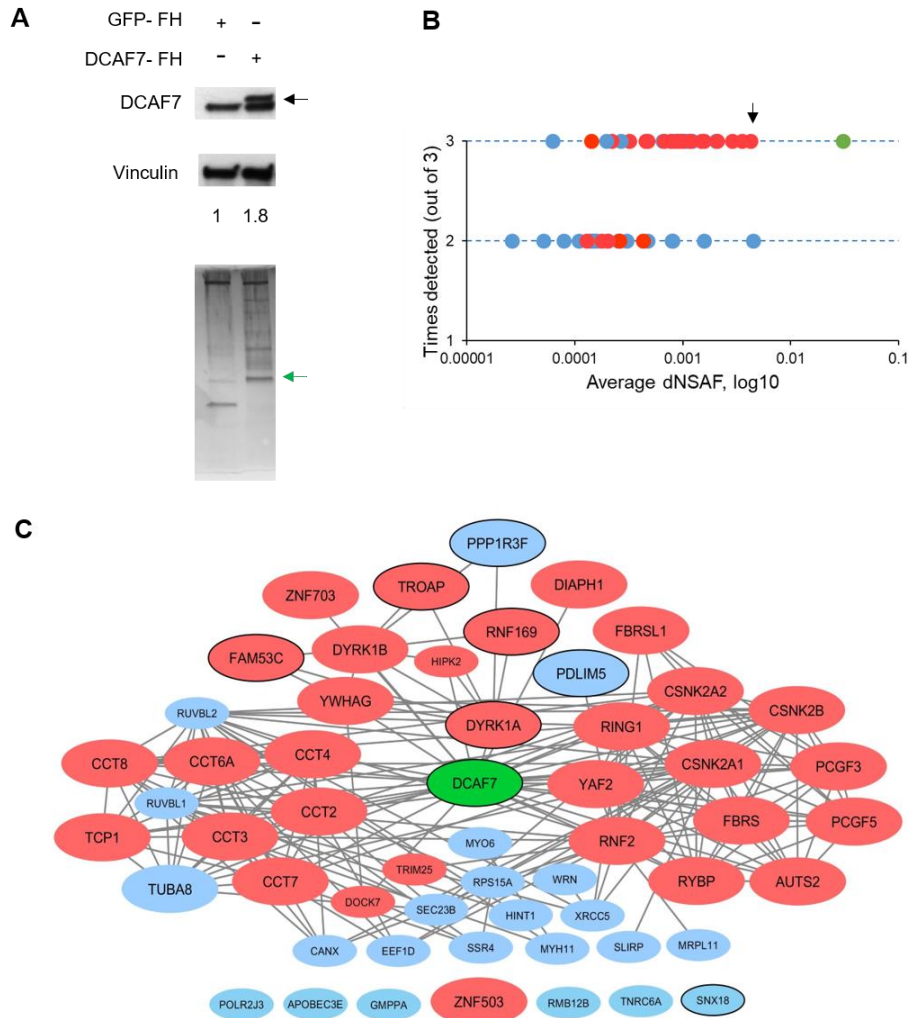 A
GFP- FH + -
DCAF7- FH - +
DCAF7
Vinculin
1 1.8
B
Times detected (out of 3)
3
2
1
0.00001 0.0001 0.001 0.01 0.1
Average dNSAF, log10
C
PPP1R3F
ZNF703 TROAP DIAPH1
RNF169 FBRSL1
FAM53C DYRK1B HIPK2 PDLIM5
YWHAG CSNK2A2
RUVBL2 DYRK1A RING1 CSNK2B
CCT8 CCT6A CCT4 CSNK2A1 PCGF3
DCAF7 YAF2
RUVBL1 CCT2 FBRS PCGF5
TCP1 CCT3 MYO6 RNF2
TUBA8 CCT7 TRIM25 RPS15A WRN RYBP AUTS2
DOCK7 SEC23B HINT1 XRCC5
CANX EEF1D SSR4 MYH11 SLIRP MRPL11
POLR2J3 APOBEC3E GMPPA ZNF503 RMB12B TNRC6A SNX18